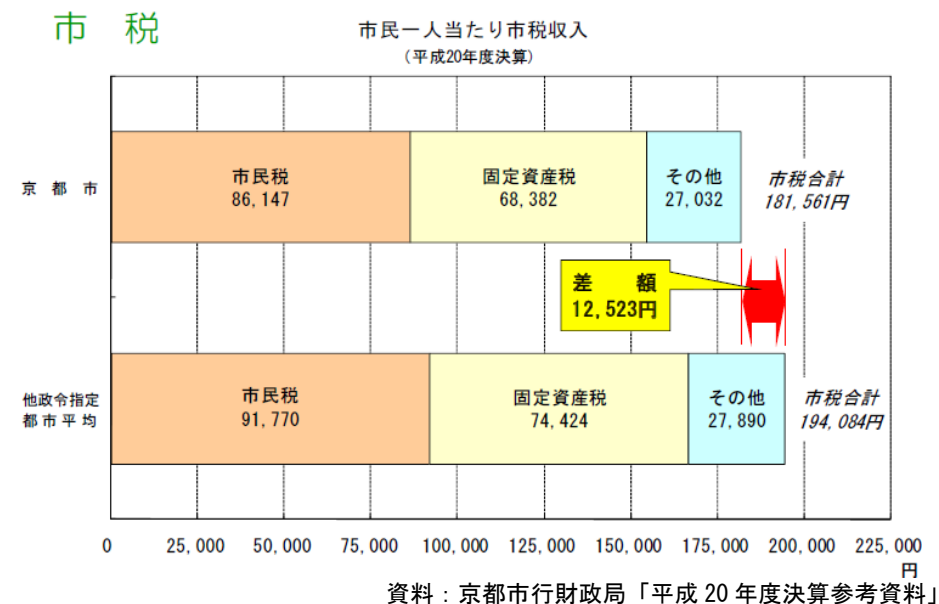 市 税
市民一人当たり市税収入
(平成20年度決算)
京 都 市
市民税
86,147
固定資産税
68,382
その他
27,032
市税合計
181,561円
差 額
12,523円
他政令指定
都市平均
市民税
91,770
固定資産税
74,424
その他
27,890
市税合計
194,084円
0 25,000 50,000 75,000 100,000 125,000 150,000 175,000 200,000 225,000
円
資料：京都市行財政局「平成 20 年度決算参考資料」